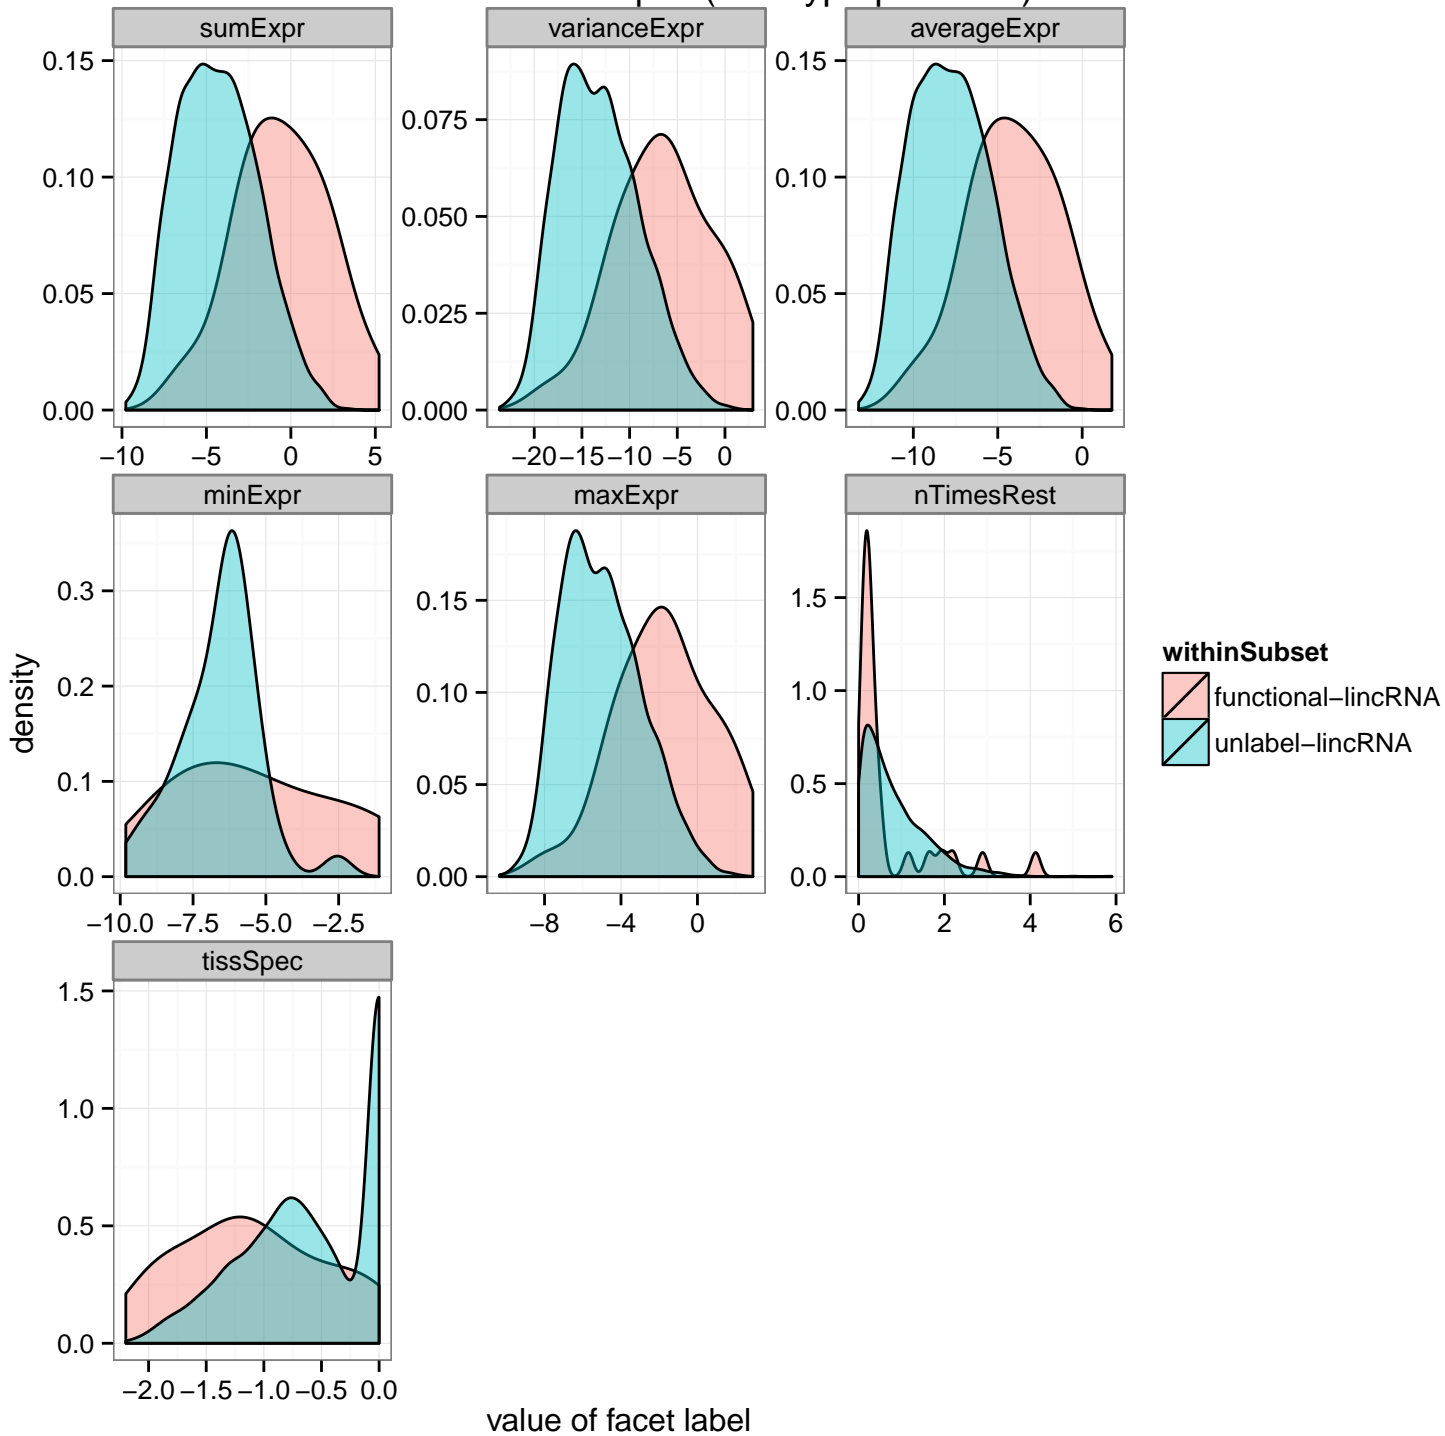 sumExpr
varianceExpr
averageExpr
0.15
0.10
0.05
0.00
−10 −5 0 5
0.075
0.050
0.025
0.000
−20 −15 −10 −5 0
0.15
0.10
0.05
0.00
−10 −5 0
minExpr
maxExpr
nTimesRest
density
0.3
0.2
0.1
0.0
−10.0 −7.5 −5.0 −2.5
0.15
0.10
0.05
0.00
−8 −4 0
1.5
1.0
0.5
0.0
0 2 4 6
withinSubset
functional−lincRNA
unlabel−lincRNA
tissSpec
1.5
1.0
0.5
0.0
−2.0 −1.5 −1.0 −0.5 0.0
value of facet label